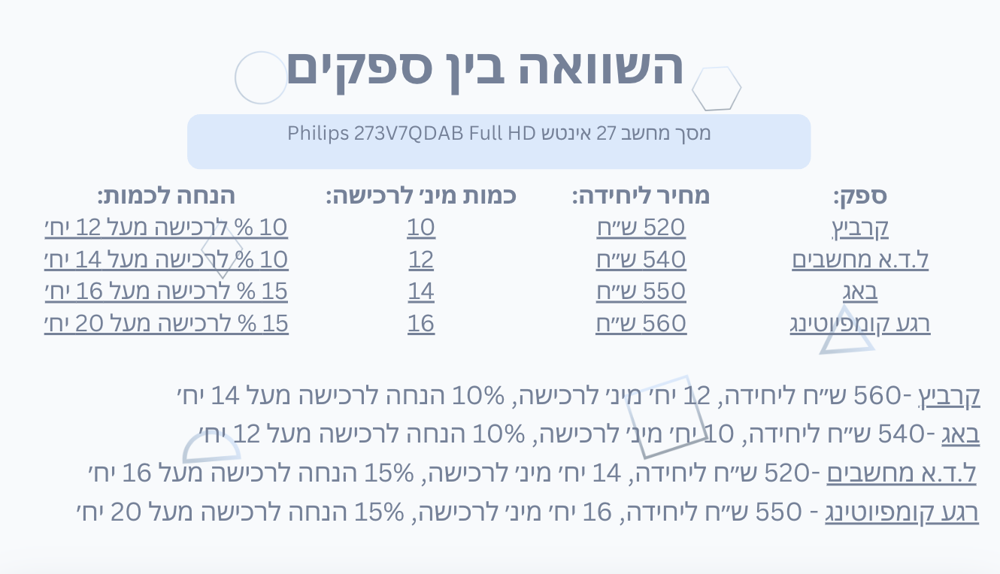 השוואה בין ספקים
מסך מחשב 27 אינטש Philips 273V7QDAB Full HD
ספק: מחיר ליחידה: כמות מינ׳ לרכישה: הנחה לכמות:
קרביץ 520 ש״ח 10 10 % לרכישה מעל 12 יח׳
ל.ד.א מחשבים 540 ש״ח 12 10 % לרכישה מעל 14 יח׳
באג 550 ש״ח 14 15 % לרכישה מעל 16 יח׳
רגע קומפיוטינג 560 ש״ח 16 15 % לרכישה מעל 20 יח׳
קרביץ -560 ש״ח ליחידה, 12 יח׳ מינ׳ לרכישה, 10% הנחה לרכישה מעל 14 יח׳
באג -540 ש״ח ליחידה, 10 יח׳ מינ׳ לרכישה, 10% הנחה לרכישה מעל 12 יח׳
ל.ד.א מחשבים -520 ש״ח ליחידה, 14 יח׳ מינ׳ לרכישה, 15% הנחה לרכישה מעל 16 יח׳
רגע קומפיוטינג - 550 ש״ח ליחידה, 16 יח׳ מינ׳ לרכישה, 15% הנחה לרכישה מעל 20 יח׳